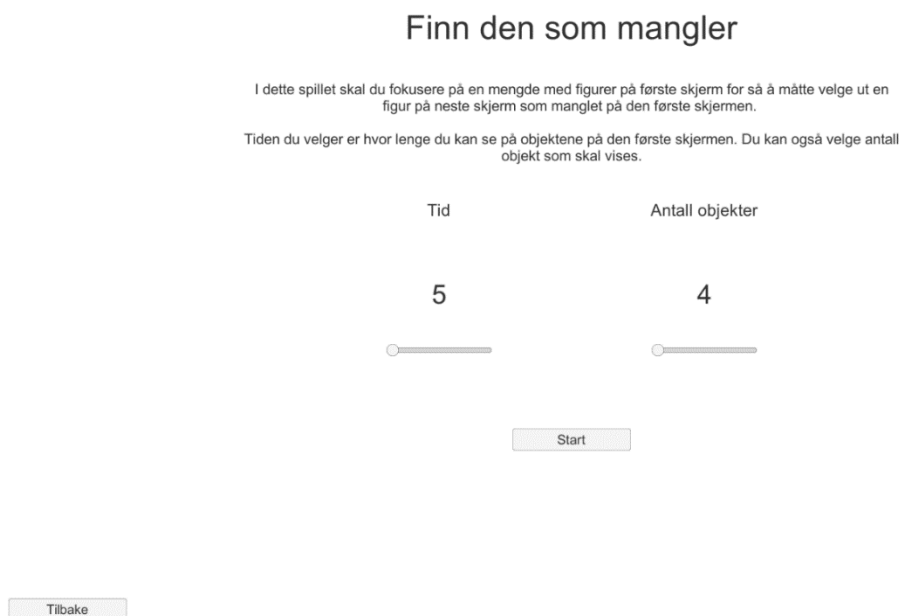 Finn den som mangler
I dette spillet skal du fokusere på en mengde med figurer på første skjerm for så å måtte velge ut en
figur på neste skjerm som manglet på den første skjermen.
Tiden du velger er hvor lenge du kan se på objektene på den første skjermen. Du kan også velge antall
objekt som skal vises.
Tid
Antall objekter
5
4
Start
Tilbake